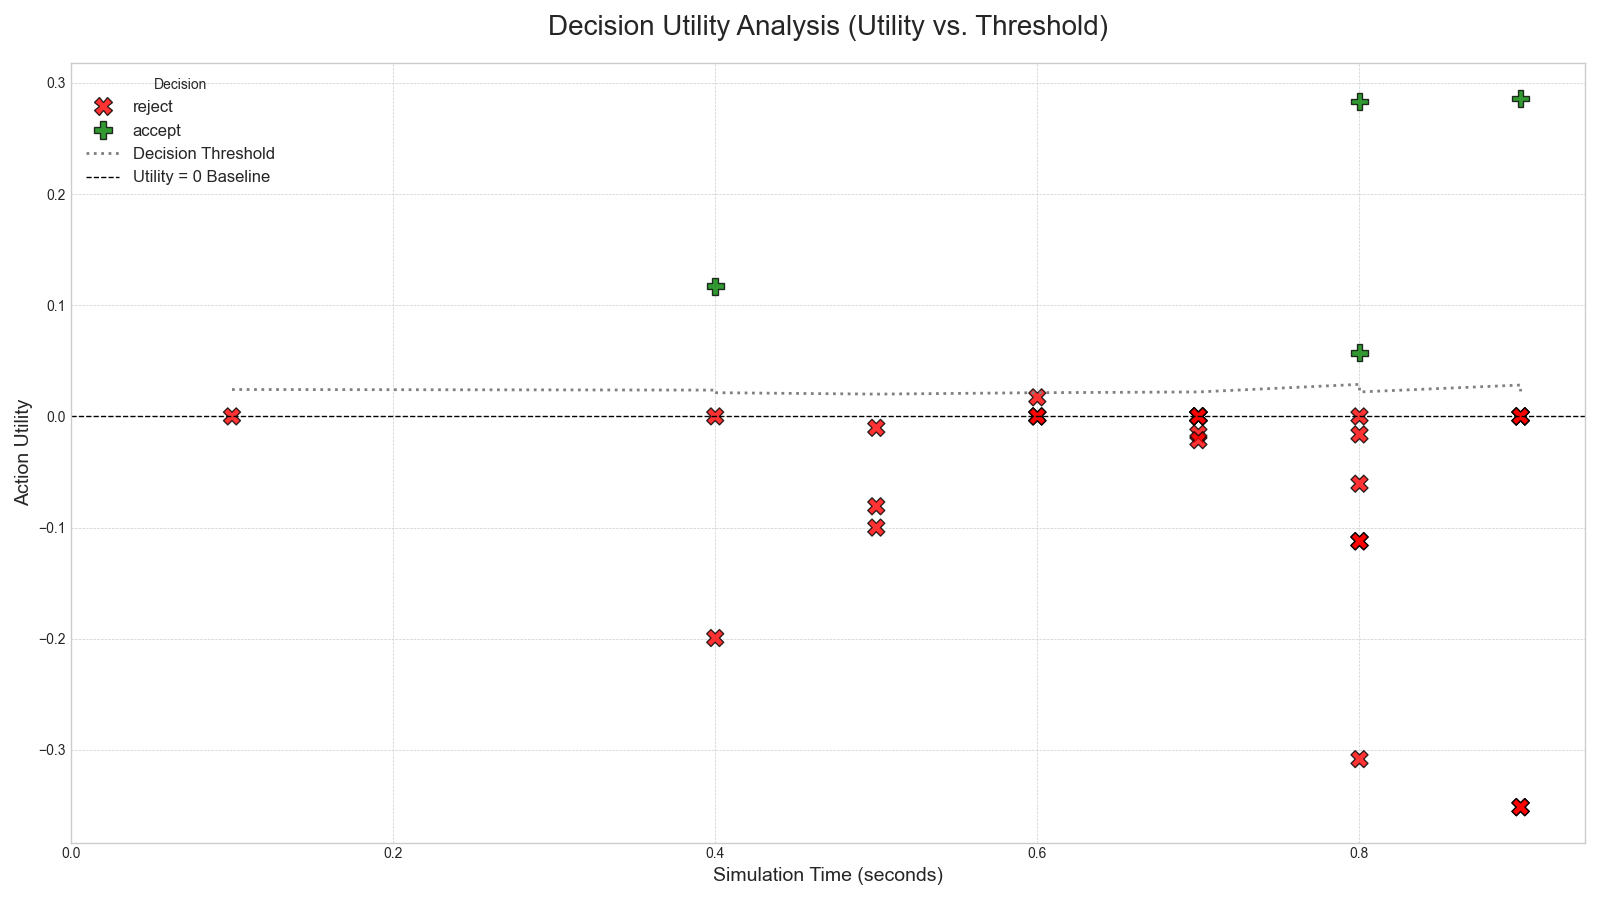 Decision Utility Analysis (Utility vs. Threshold)
Decision
reject
accept
Decision Threshold
Utility = 0 Baseline
Action Utility
0.3
0.2
0.1
0.0
−0.1
−0.2
−0.3
0.0 0.2 0.4 0.6 0.8
Simulation Time (seconds)